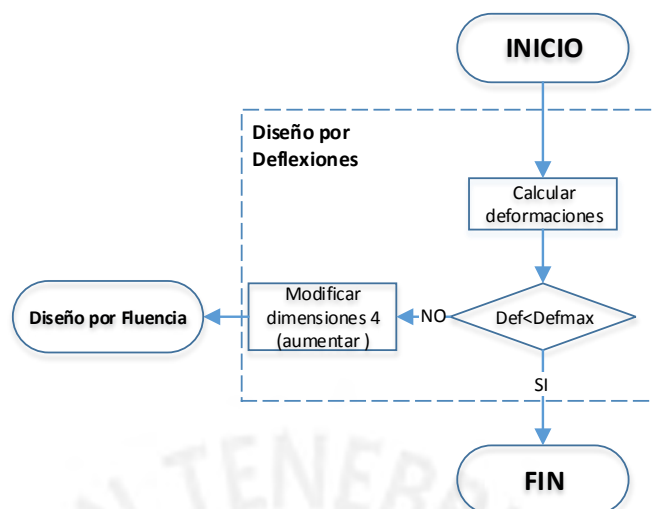 INICIO
Diseño por
Deflexiones
Calcular
deformaciones
Diseño por Fluencia
Modificar
dimensiones 4
(aumentar )
NO
Def<Defmax
SI
FIN